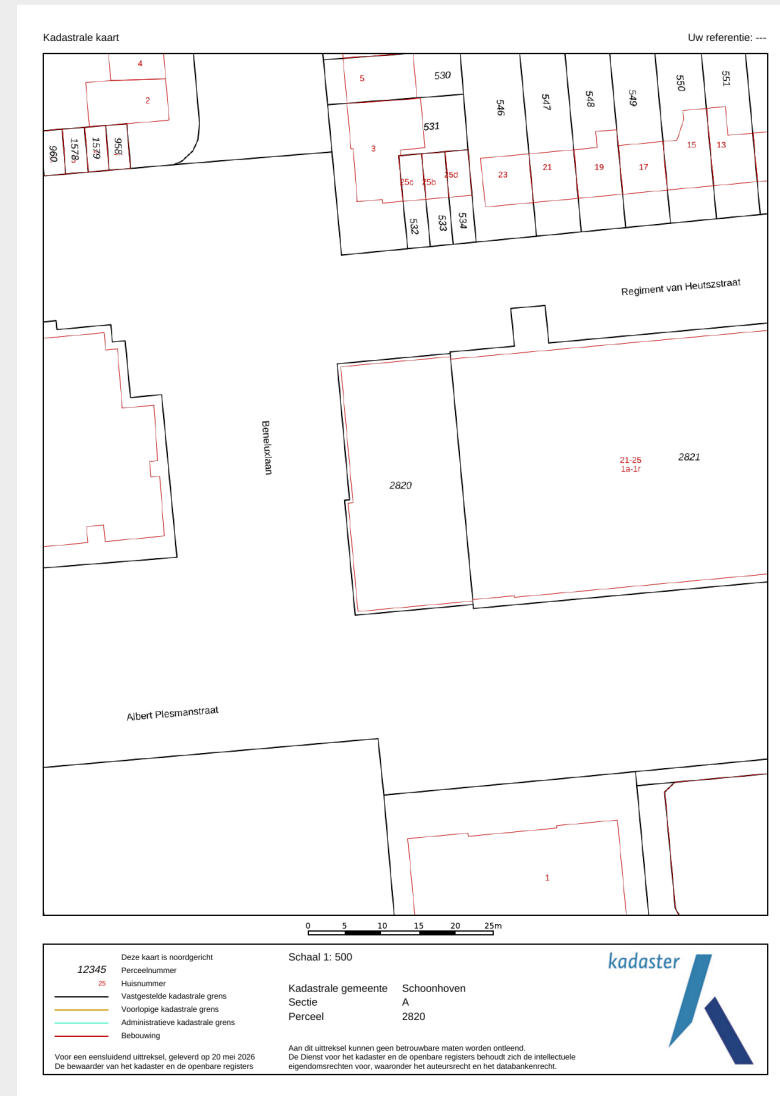 Kadastrale kaart
Uw referentie: ---
4
2
960
1578
1579
958
5
530
531
3
25c
25b
25d
532
533
534
546
547
548
549
550
551
23
21
19
17
15
13
Regiment van Heutszstraat
Beneluxlaan
2820
21-25
1a-1r
2821
Albert Plesmanstraat
1
0 5 10 15 20 25m
Deze kaart is noordgericht
12345 Perceelnummer
25 Huisnummer
Vastgestelde kadastrale grens
Voorlopige kadastrale grens
Administratieve kadastrale grens
Bebouwing
Voor een eensluidend uittreksel, geleverd op 20 mei 2026
De bewaarder van het kadaster en de openbare registers
Schaal 1: 500
Kadastrale gemeente Schoonhoven
Sectie A
Perceel 2820
Aan dit uittreksel kunnen geen betrouwbare maten worden ontleend.
De Dienst voor het kadaster en de openbare registers behoudt zich de intellectuele
eigendomsrechten voor, waaronder het auteursrecht en het databankenrecht.
kadaster